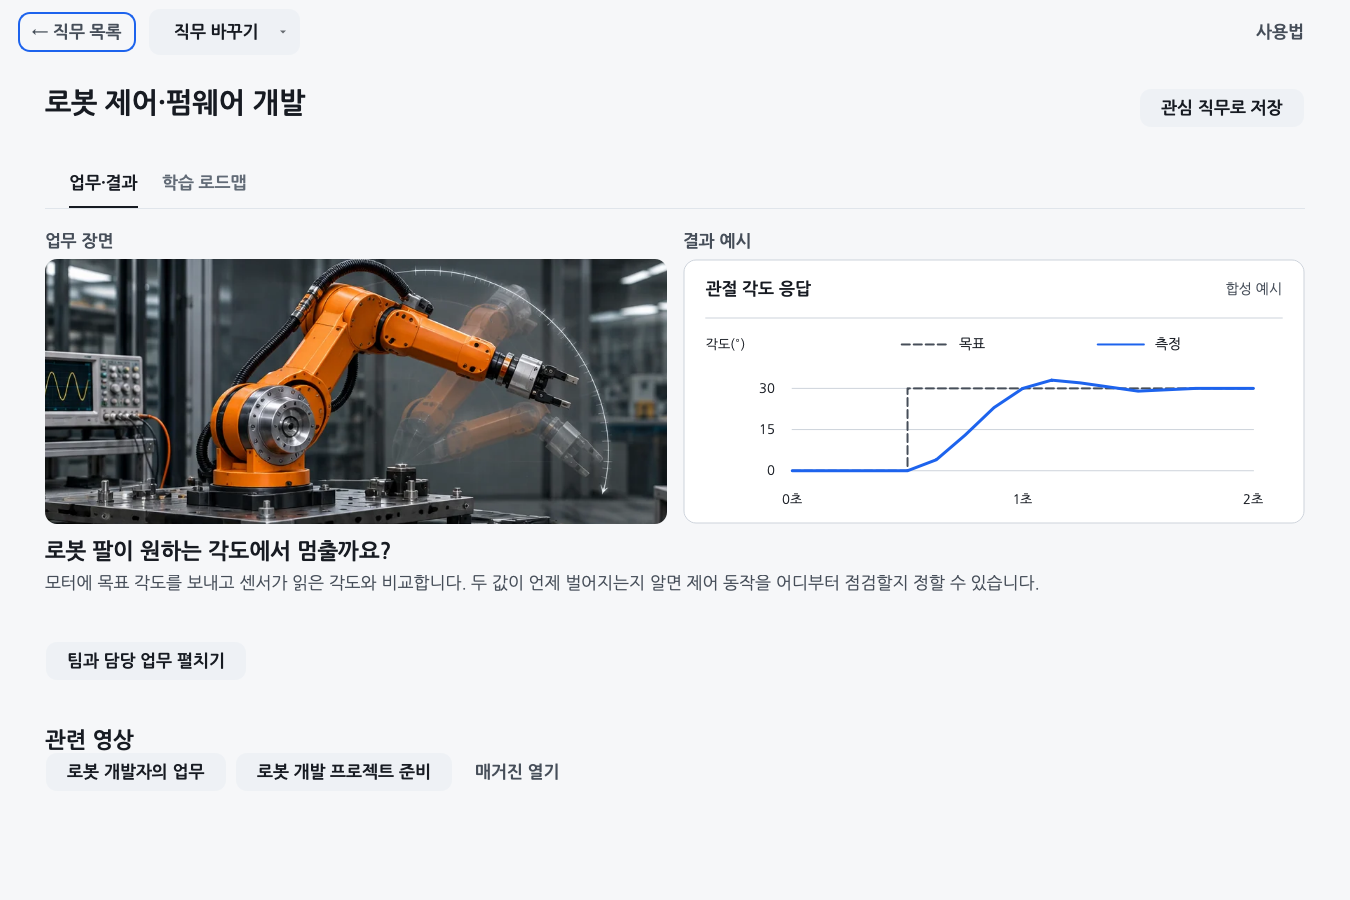 ← 직무 목록
직무 바꾸기
사용법
로봇 제어·펌웨어 개발
관심 직무로 저장
업무·결과
학습 로드맵
업무 장면
결과 예시
관절 각도 응답
합성 예시
각도(°)
목표
측정
30
15
0
0초
1초
2초
로봇 팔이 원하는 각도에서 멈출까요?
모터에 목표 각도를 보내고 센서가 읽은 각도와 비교합니다. 두 값이 언제 벌어지는지 알면 제어 동작을 어디부터 점검할지 정할 수 있습니다.
팀과 담당 업무 펼치기
관련 영상
로봇 개발자의 업무
로봇 개발 프로젝트 준비
매거진 열기